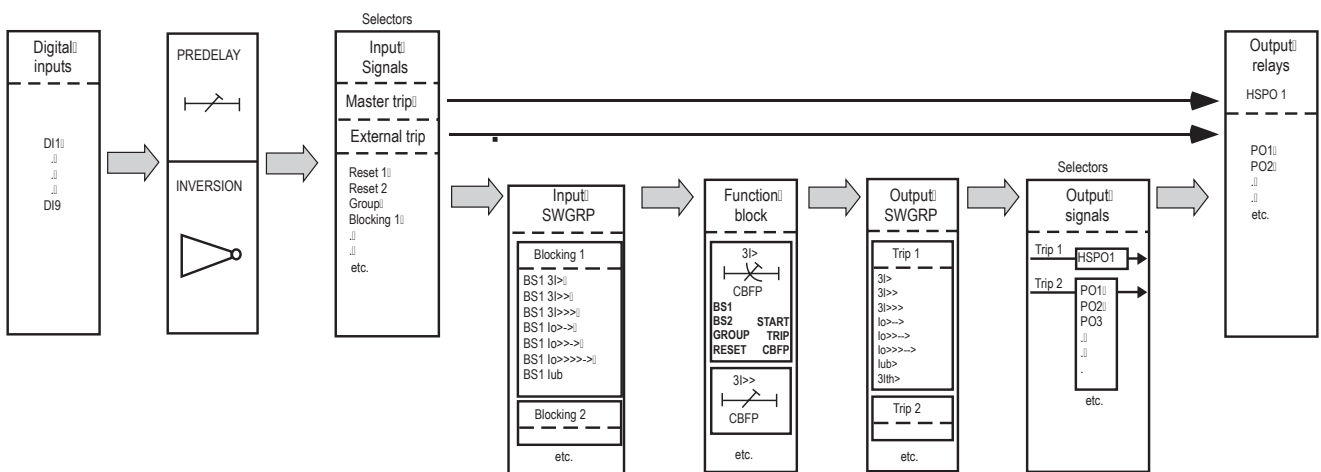 Digital
inputs
DI1
.
.
.
DI9
PREDELAY
INVERSION
Selectors
Input
Signals
Master trip
External trip
Reset 1
Reset 2
Group
Blocking 1
.
.
etc.
Input
SWGRP
Blocking 1
BS1 3I>
BS1 3I>>
BS1 3I>>>
BS1 Io>->
BS1 Io>>->
BS1 Io>>>>->
BS1 Iub
Blocking 2
etc.
Function
block
3I>
CBFP
BS1
BS2 START
GROUP TRIP
RESET CBFP
3I>>
CBFP
etc.
Output
SWGRP
Trip 1
3I>
3I>>
3I>>>
Io>-->
Io>>-->
Io>>>-->
Iub>
3Ith>
Trip 2
etc.
Selectors
Output
signals
Trip 1 HSPO1
Trip 2
PO1
PO2
PO3
.
.
.
etc.
Output
relays
HSPO 1
PO1
PO2
.
.
etc.